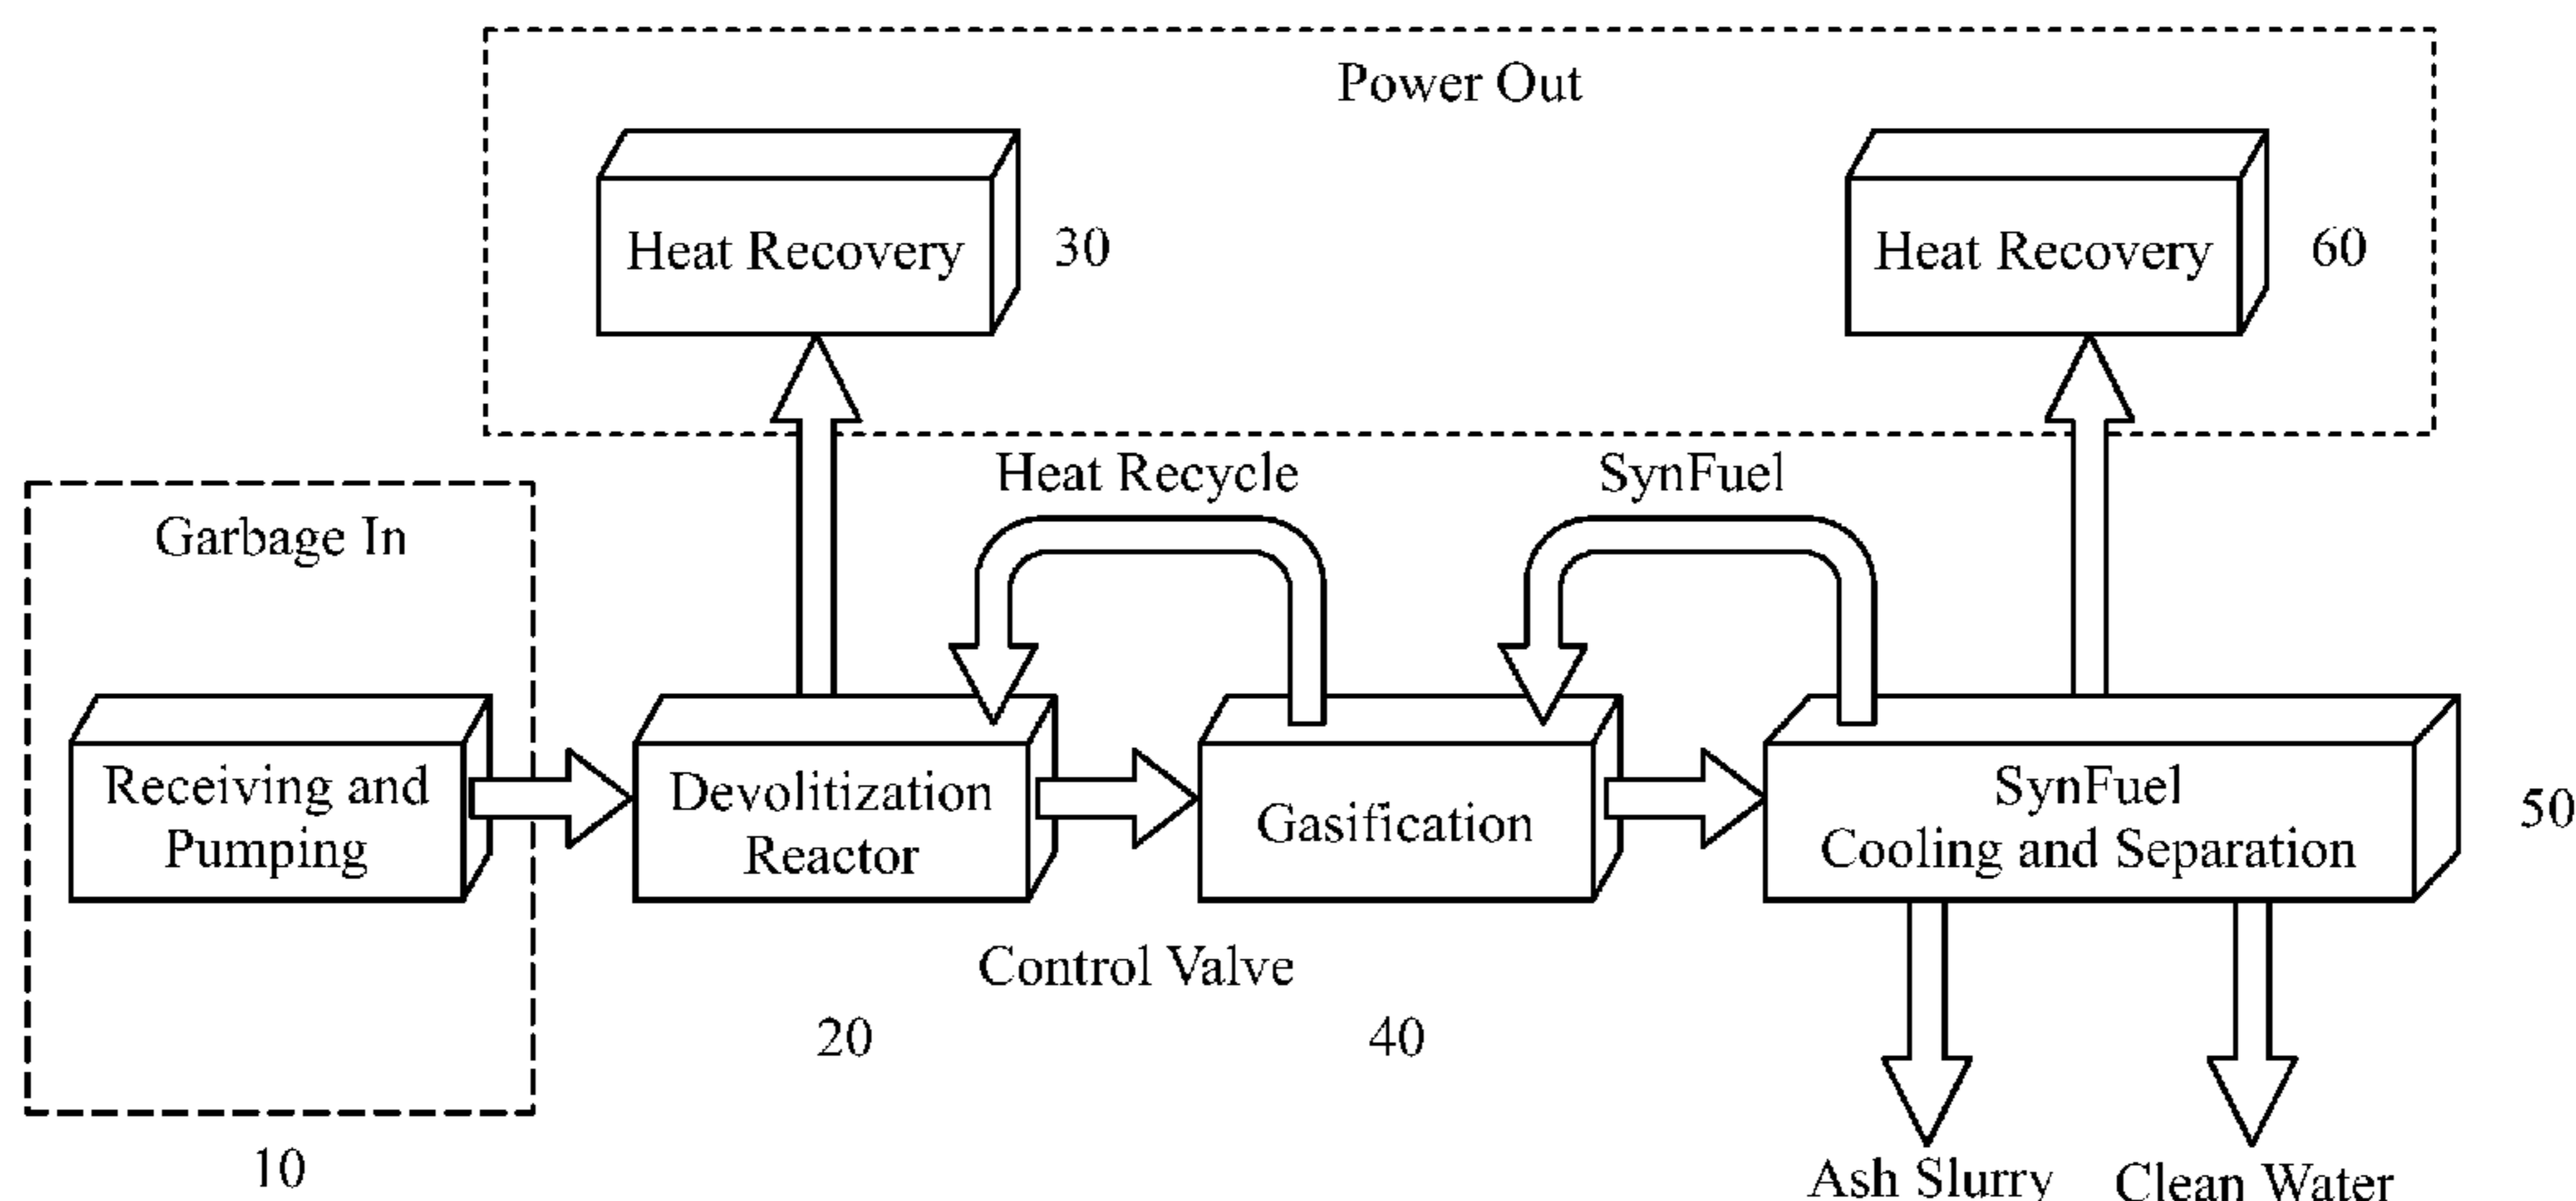 Power Out
Heat Recovery
30
Heat Recovery
60
Heat Recycle
SynFuel
Garbage In
Receiving and
Pumping
Devolitization
Reactor
Gasification
SynFuel
Cooling and Separation
50
Control Valve
20
40
10
Ash Slurry
Clean Water